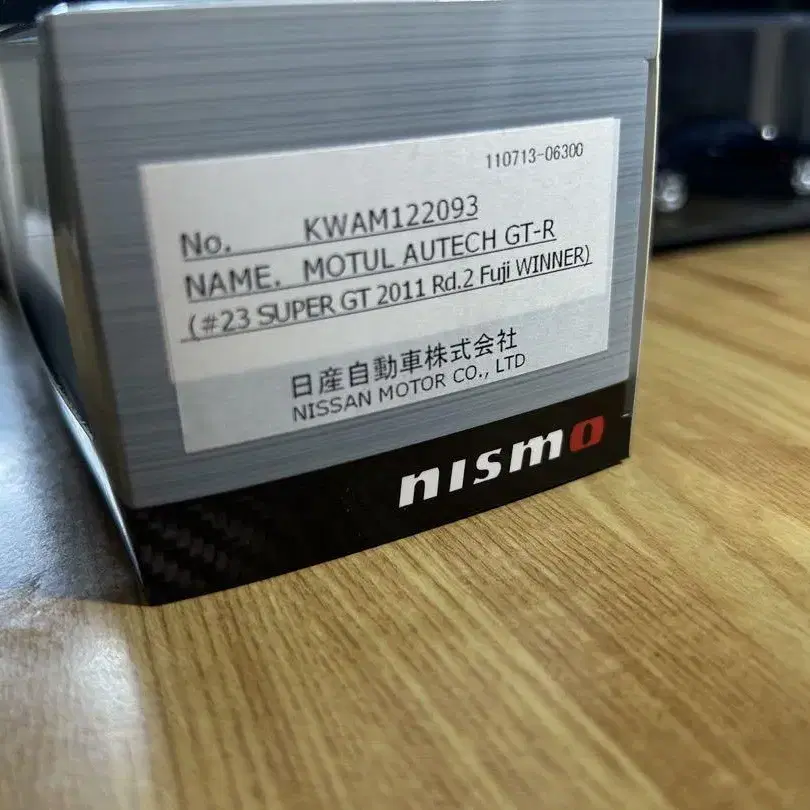 110713-06300
No. KWAM122093
NAME. MOTUL AUTECH GT-R
(#23 SUPER GT 2011 Rd.2 Fuji WINNER)
日産自動車株式会社
NISSAN MOTOR CO., LTD
nismo